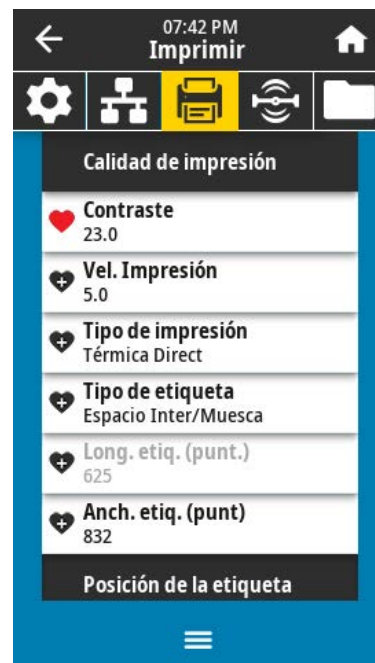 07:42 PM
Imprimir
Calidad de impresión
Contraste
23.0
Vel. Impresión
5.0
Tipo de impresión
Térmica Direct
Tipo de etiqueta
Espacio Inter/Muesca
Long. etiq. (punt.)
625
Anch. etiq. (punt)
832
Posición de la etiqueta